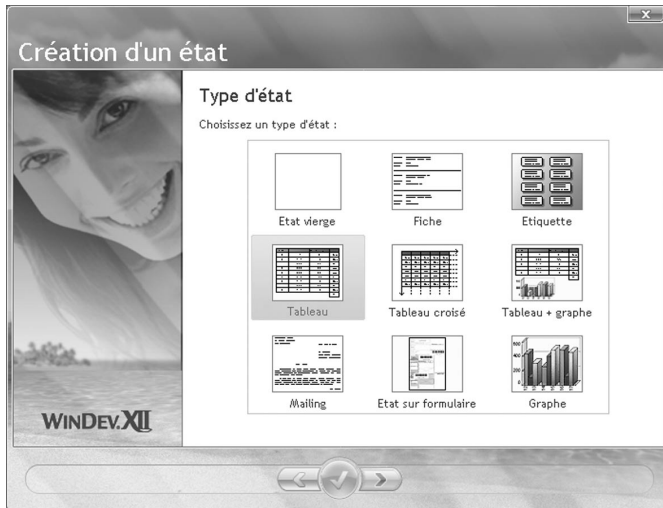 Création d'un état
Type d'état
Choisissez un type d'état :
Etat vierge
Fiche
Etiquette
Tableau
Tableau croisé
Tableau + graphe
Mailing
Etat sur formulaire
Graphe
WINDEV.XII